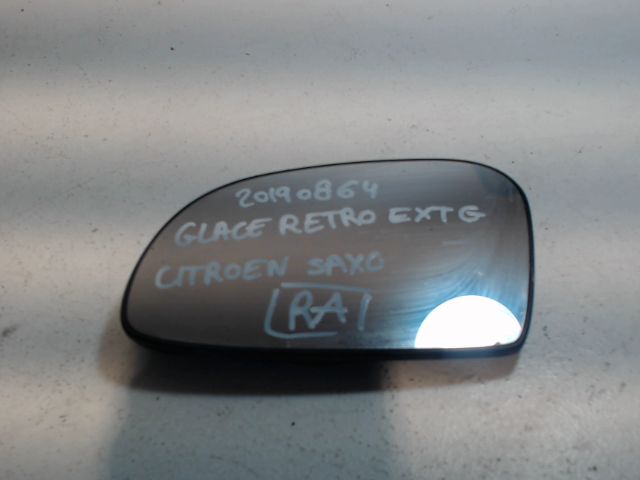 20190864
GLACE RETRO EXT G
CITROEN SAXO
RA